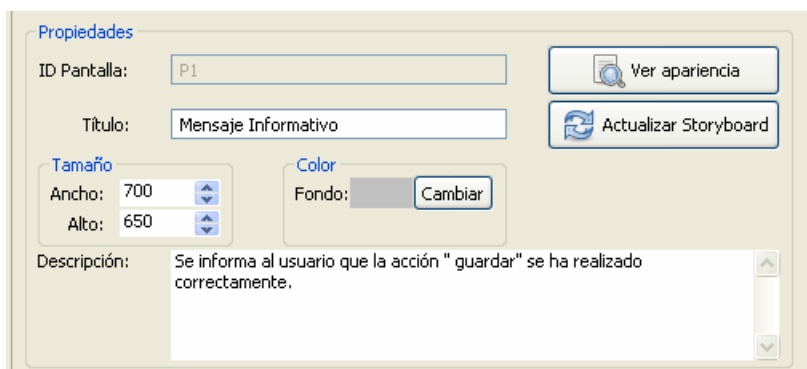 Propiedades
ID Pantalla: P1
Ver apariencia
Título: Mensaje Informativo
Actualizar Storyboard
Tamaño
Color
Ancho: 700
Fondo: Cambiar
Alto: 650
Descripción: Se informa al usuario que la acción " guardar" se ha realizado
correctamente.